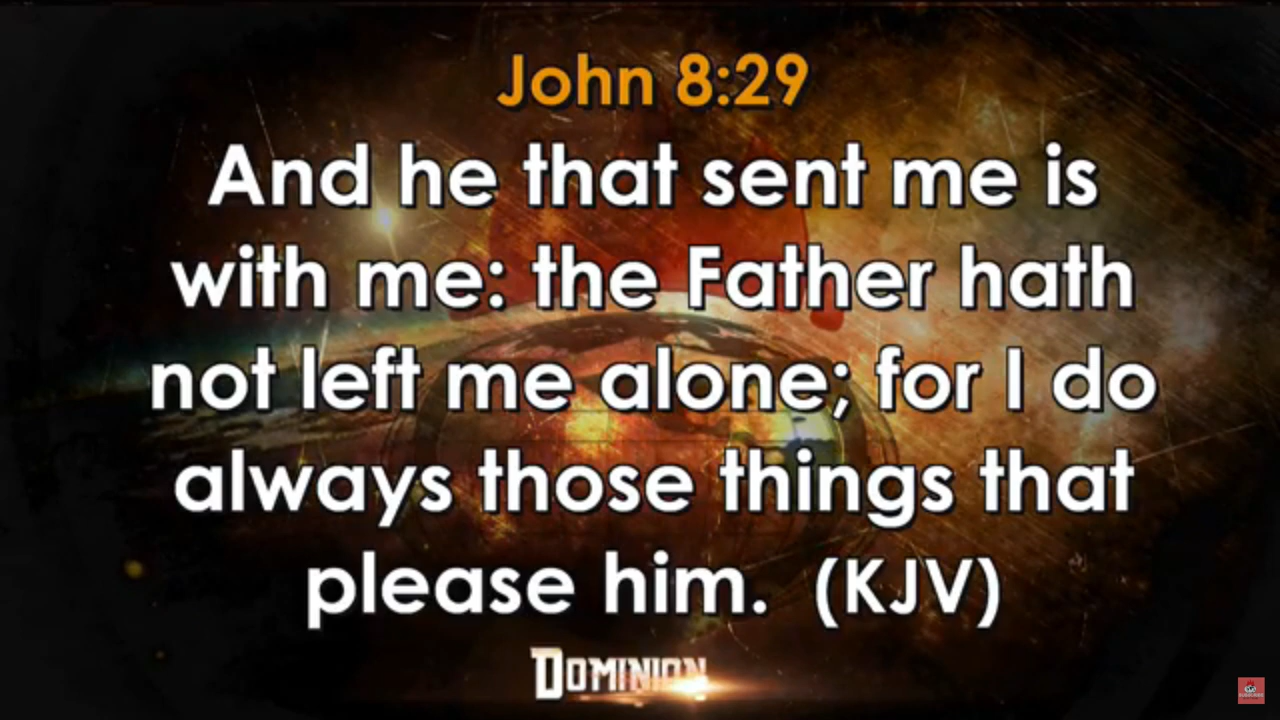 John 8:29
And he that sent me is
with me: the Father hath
not left me alone; for I do
always those things that
please him.  (KJV)
DOMINION